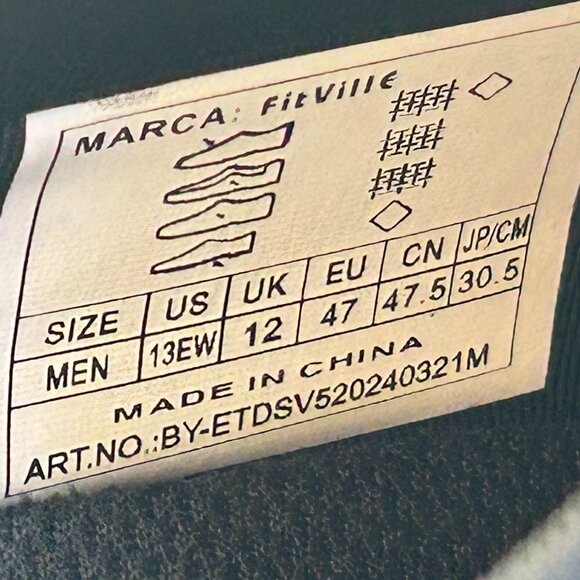 MARCA: FitVille
SIZE US UK EU CN JP/CM
MEN 13EW 12 47 47.5 30.5
MADE IN CHINA
ART.NO.:BY-ETDSV520240321M